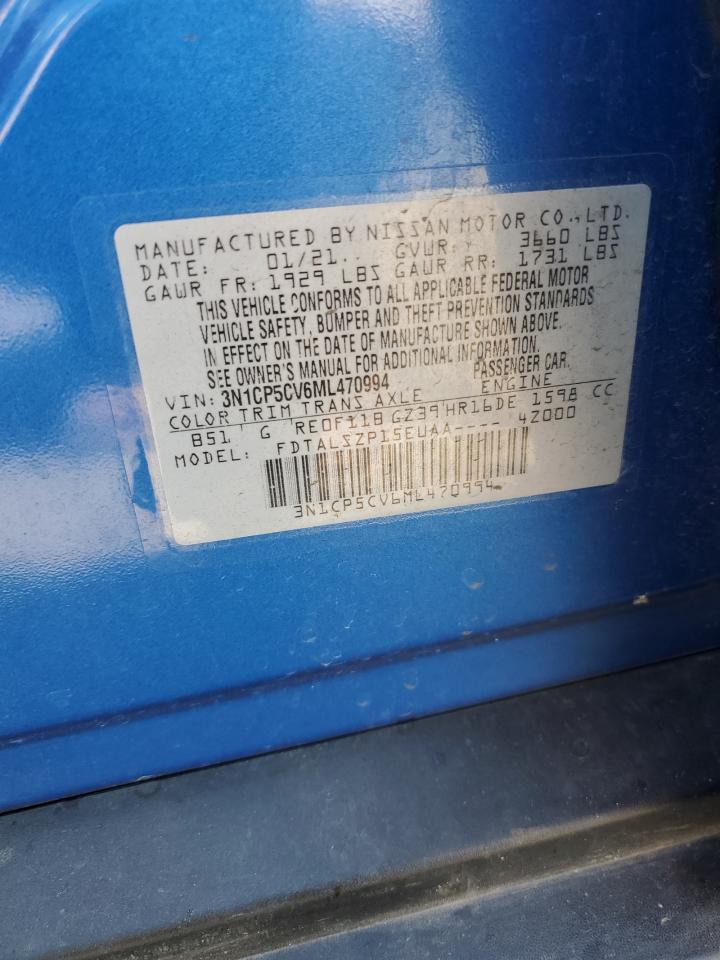 MANUFACTURED BY NISSAN MOTOR CO.,LTD.
DATE: 01/21.. GVWR: 3660 LBS
GAWR FR: 1929 LBS GAWR RR: 1731 LBS
THIS VEHICLE CONFORMS TO ALL APPLICABLE FEDERAL MOTOR
VEHICLE SAFETY, BUMPER AND THEFT PREVENTION STANDARDS
IN EFFECT ON THE DATE OF MANUFACTURE SHOWN ABOVE.
SEE OWNER'S MANUAL FOR ADDITIONAL INFORMATION.
VIN: 3N1CP5CV6ML470994 PASSENGER CAR.
COLOR TRIM TRANS AXLE ENGINE
B51 G RE0F11B GZ39 HR16DE 1598 CC
MODEL: FDTALSZP15EUAA---- 42000
3N1CP5CV6ML470994